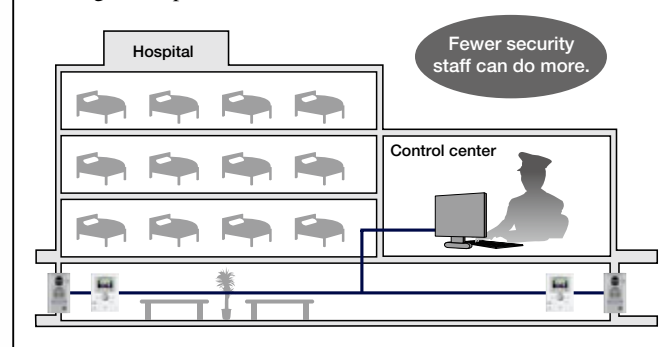 Hospital
Fewer security
staff can do more.
Control center